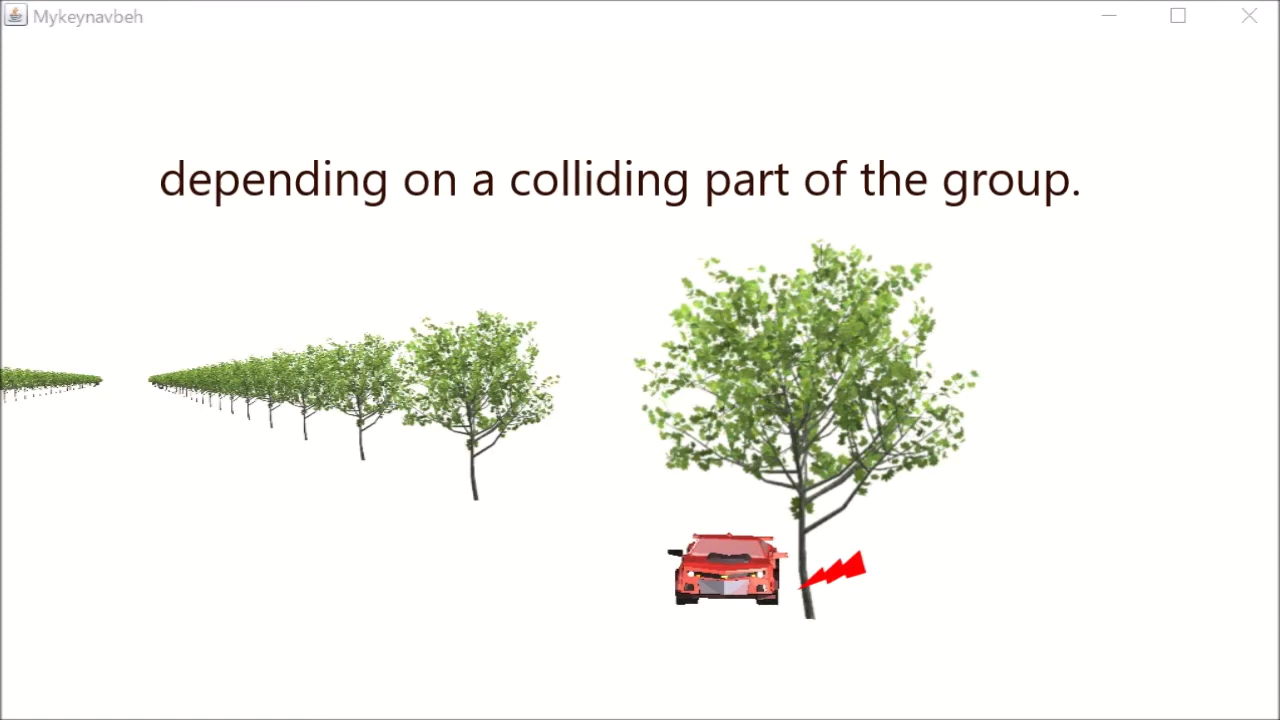 Mykeynavbeh
depending on a colliding part of the group.